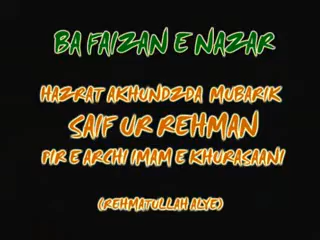 BA FAIZAN E NAZAR
HAZRAT AKHUNDZDA MUBARIK
SAIF UR REHMAN
PIR E ARCHI IMAM E KHURASAANI
(REHMATULLAH ALYE)